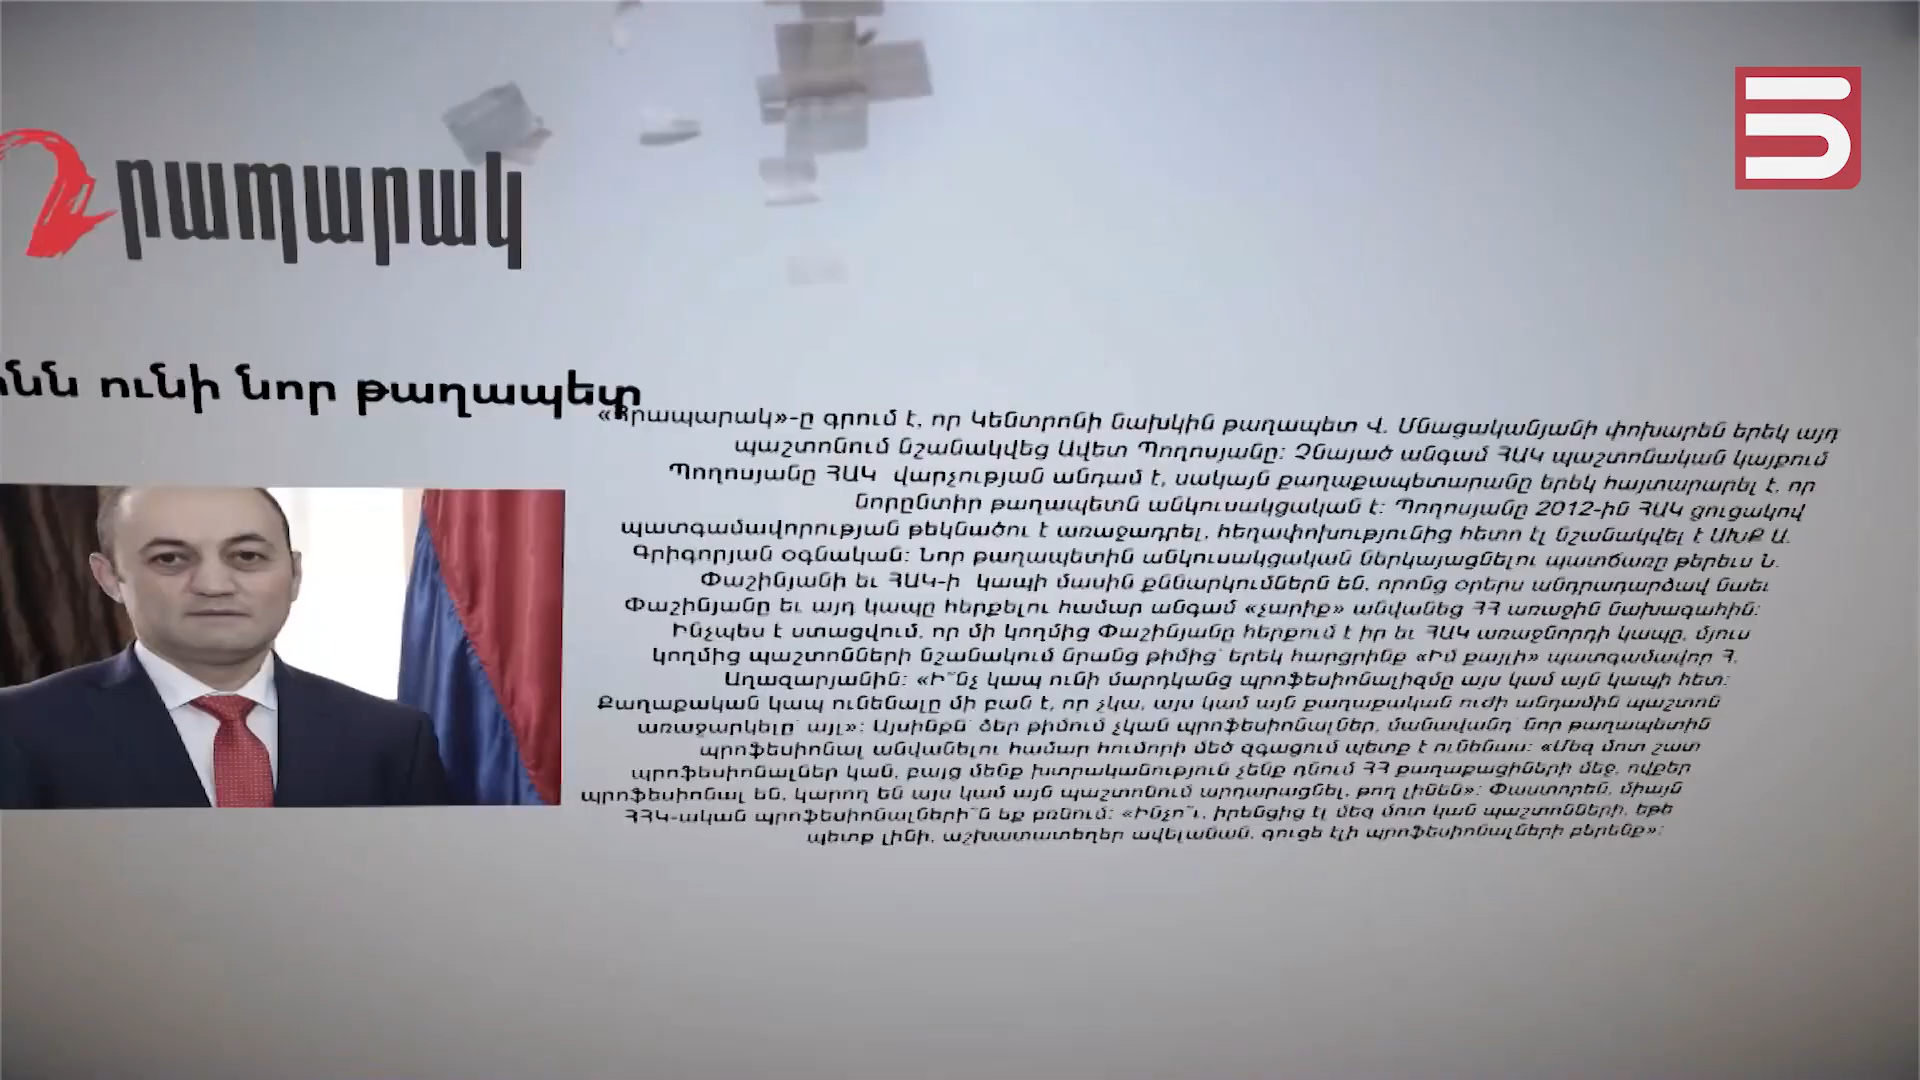 Հրապարակ
ունի նոր թաղապետ
«Հրապարակ»-ը գրում է, որ Կենտրոնի նախկին թաղապետ Վ. Մնացականյանի փոխարեն երեկ այդ
պաշտոնում նշանակվեց Ավետ Պողոսյանը: Չնայած անգամ ՀԱԿ պաշտոնական կայքում
Պողոսյանը ՀԱԿ վարչության անդամ է, սակայն քաղաքապետարանը երեկ հայտարարել է, որ
նորընտիր թաղապետն անկուսակցական է: Պողոսյանը 2012-ին ՀԱԿ ցուցակով
պատգամավորության թեկնածու է առաջադրել, հեղափոխությունից հետո էլ նշանակվել է ԱԽՔ Ա.
Գրիգորյան օգնական: Նոր թաղապետին անկուսակցական ներկայացնելու պատճառը թերեւս Ն.
Փաշինյանի եւ ՀԱԿ-ի կապի մասին քննարկումներն են, որոնց օրերս անդրադարձավ նաեւ
Փաշինյանը եւ այդ կապը հերքելու համար անգամ «չարիք» անվանեց ՀՀ առաջին նախագահին:
Ինչպես է ստացվում, որ մի կողմից Փաշինյանը հերքում է իր եւ ՀԱԿ առաջնորդի կապը, մյուս
կողմից պաշտոնների նշանակում նրանց թիմից՝ երեկ հարցրինք «Իմ քայլի» պատգամավոր Հ.
Աղազարյանին: «Ի՞նչ կապ ունի մարդկանց պրոֆեսիոնալիզմը այս կամ այն կապի հետ:
Քաղաքական կապ ունենալը մի բան է, որ չկա, այս կամ այն քաղաքական ուժի անդամին պաշտոն
առաջարկելը՝ այլ»: Այսինքն՝ ձեր թիմում չկան պրոֆեսիոնալներ, մանավանդ՝ նոր թաղապետին
պրոֆեսիոնալ անվանելու համար հումորի մեծ զգացում պետք է ունենաս: «Մեզ մոտ շատ
պրոֆեսիոնալներ կան, բայց մենք խտրականություն չենք դնում ՀՀ քաղաքացիների մեջ, ովքեր
պրոֆեսիոնալ են, կարող են այս կամ այն պաշտոնում արդարացնել, թող լինեն»: Փաստորեն, միայն
ՀՀԿ-ական պրոֆեսիոնալների՞ն եք բռնում: «Ինչո՞ւ, իրենցից էլ մեզ մոտ կան պաշտոնների, եթե
պետք լինի, աշխատատեղեր ավելանան, գուցե էլի պրոֆեսիոնալների բերենք»: